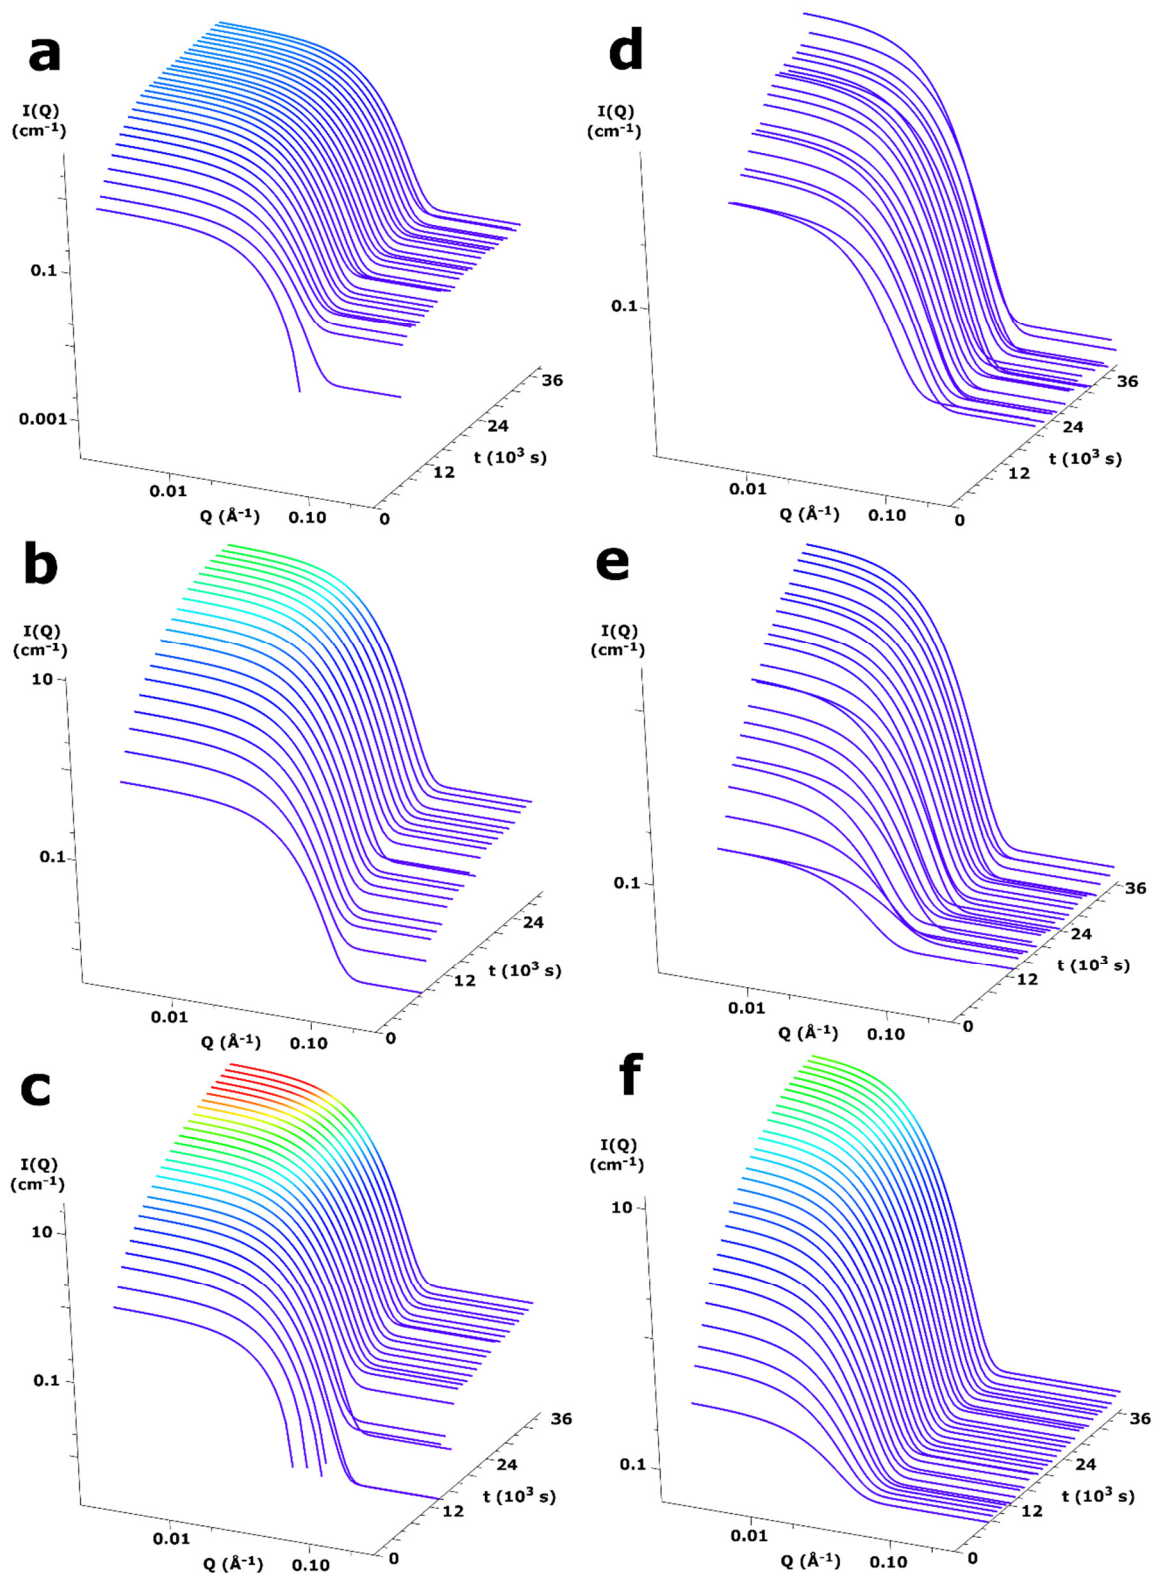 a
I(Q)
(cm⁻¹)
0.1
0.001
0.01
0.10
Q (Å⁻¹)
0
12
24
36
t (10³ s)
d
I(Q)
(cm⁻¹)
0.1
0.01
0.10
Q (Å⁻¹)
0
12
24
36
t (10³ s)
b
I(Q)
(cm⁻¹)
10
0.1
0.01
0.10
Q (Å⁻¹)
0
12
24
t (10³ s)
e
I(Q)
(cm⁻¹)
0.1
0.01
0.10
Q (Å⁻¹)
0
12
24
36
t (10³ s)
c
I(Q)
(cm⁻¹)
10
0.1
0.01
0.10
Q (Å⁻¹)
0
12
24
36
t (10³ s)
f
I(Q)
(cm⁻¹)
10
0.1
0.01
0.10
Q (Å⁻¹)
0
12
24
36
t (10³ s)